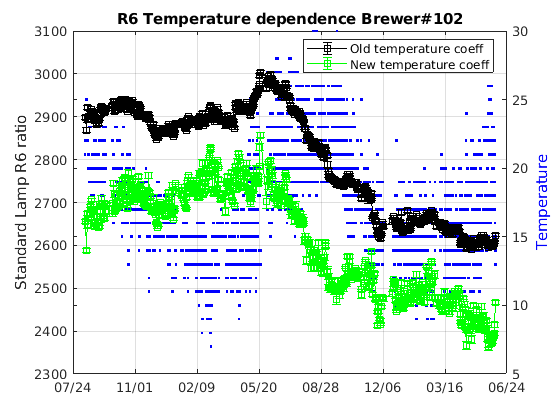 R6 Temperature dependence Brewer#102
Old temperature coeff
New temperature coeff
Standard Lamp R6 ratio
3100
3000
2900
2800
2700
2600
2500
2400
2300
Temperature
30
25
20
15
10
5
07/24 11/01 02/09 05/20 08/28 12/06 03/16 06/24